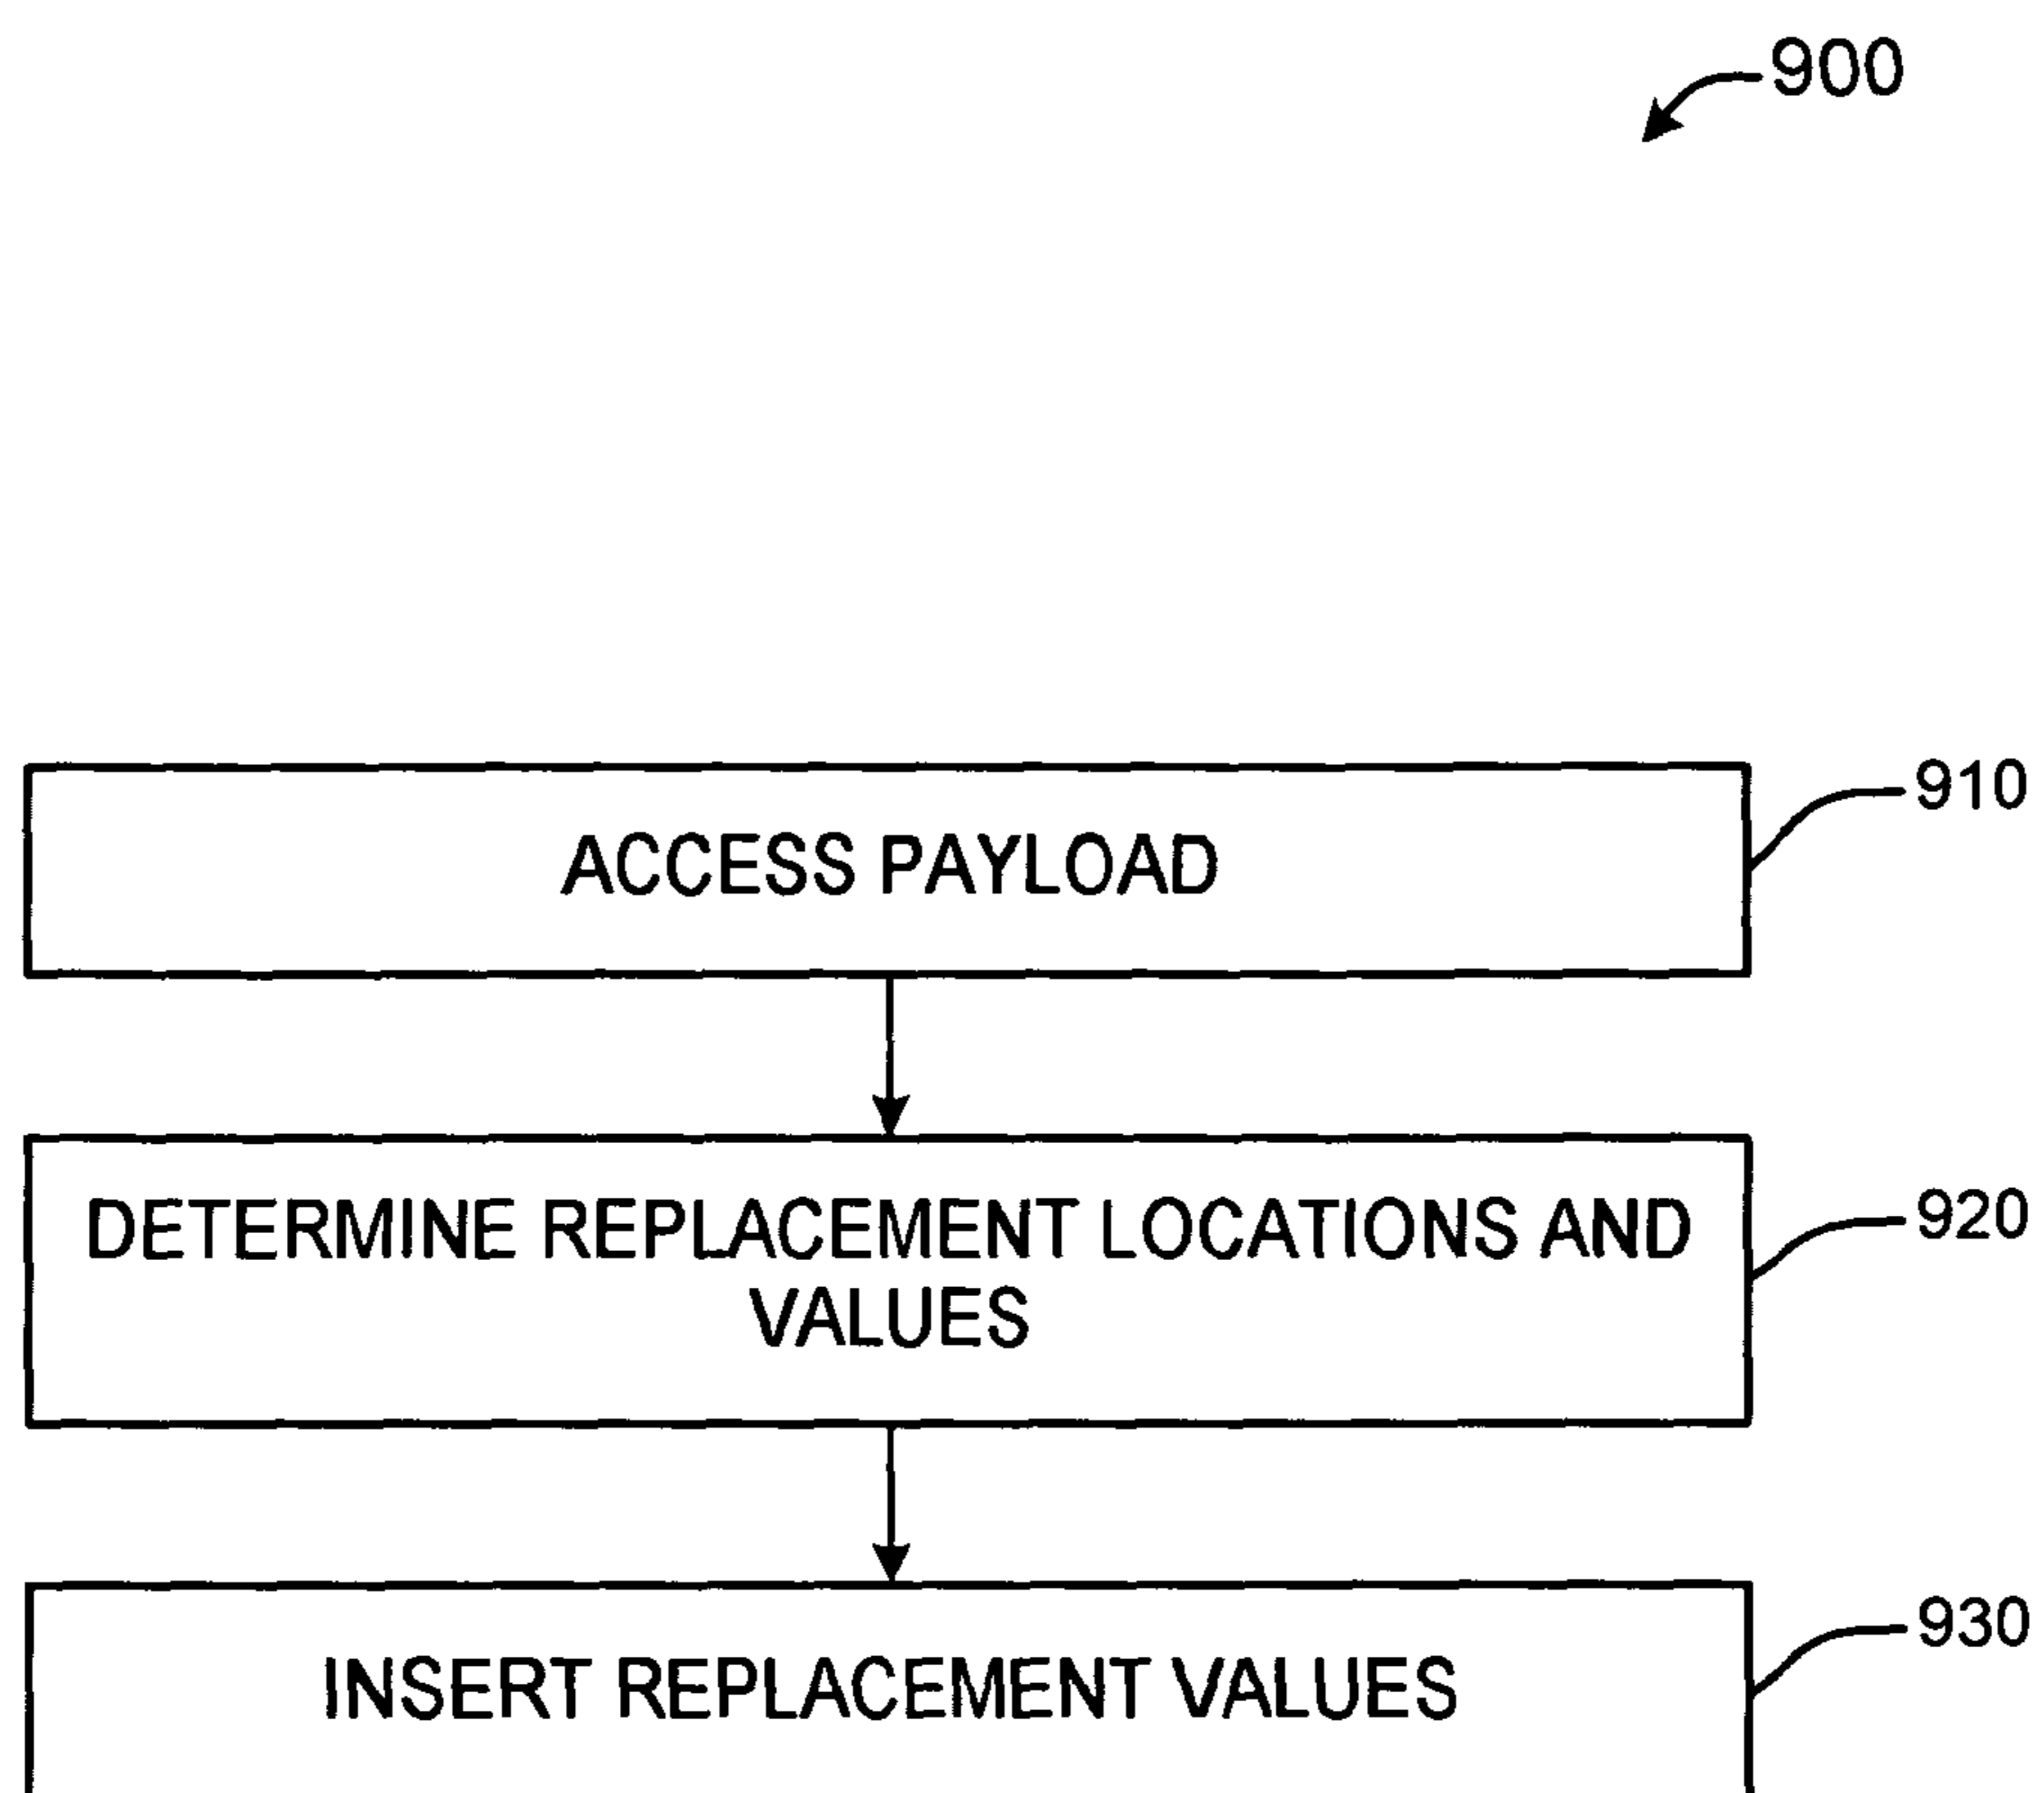 900
ACCESS PAYLOAD
910
DETERMINE REPLACEMENT LOCATIONS AND
VALUES
920
INSERT REPLACEMENT VALUES
930